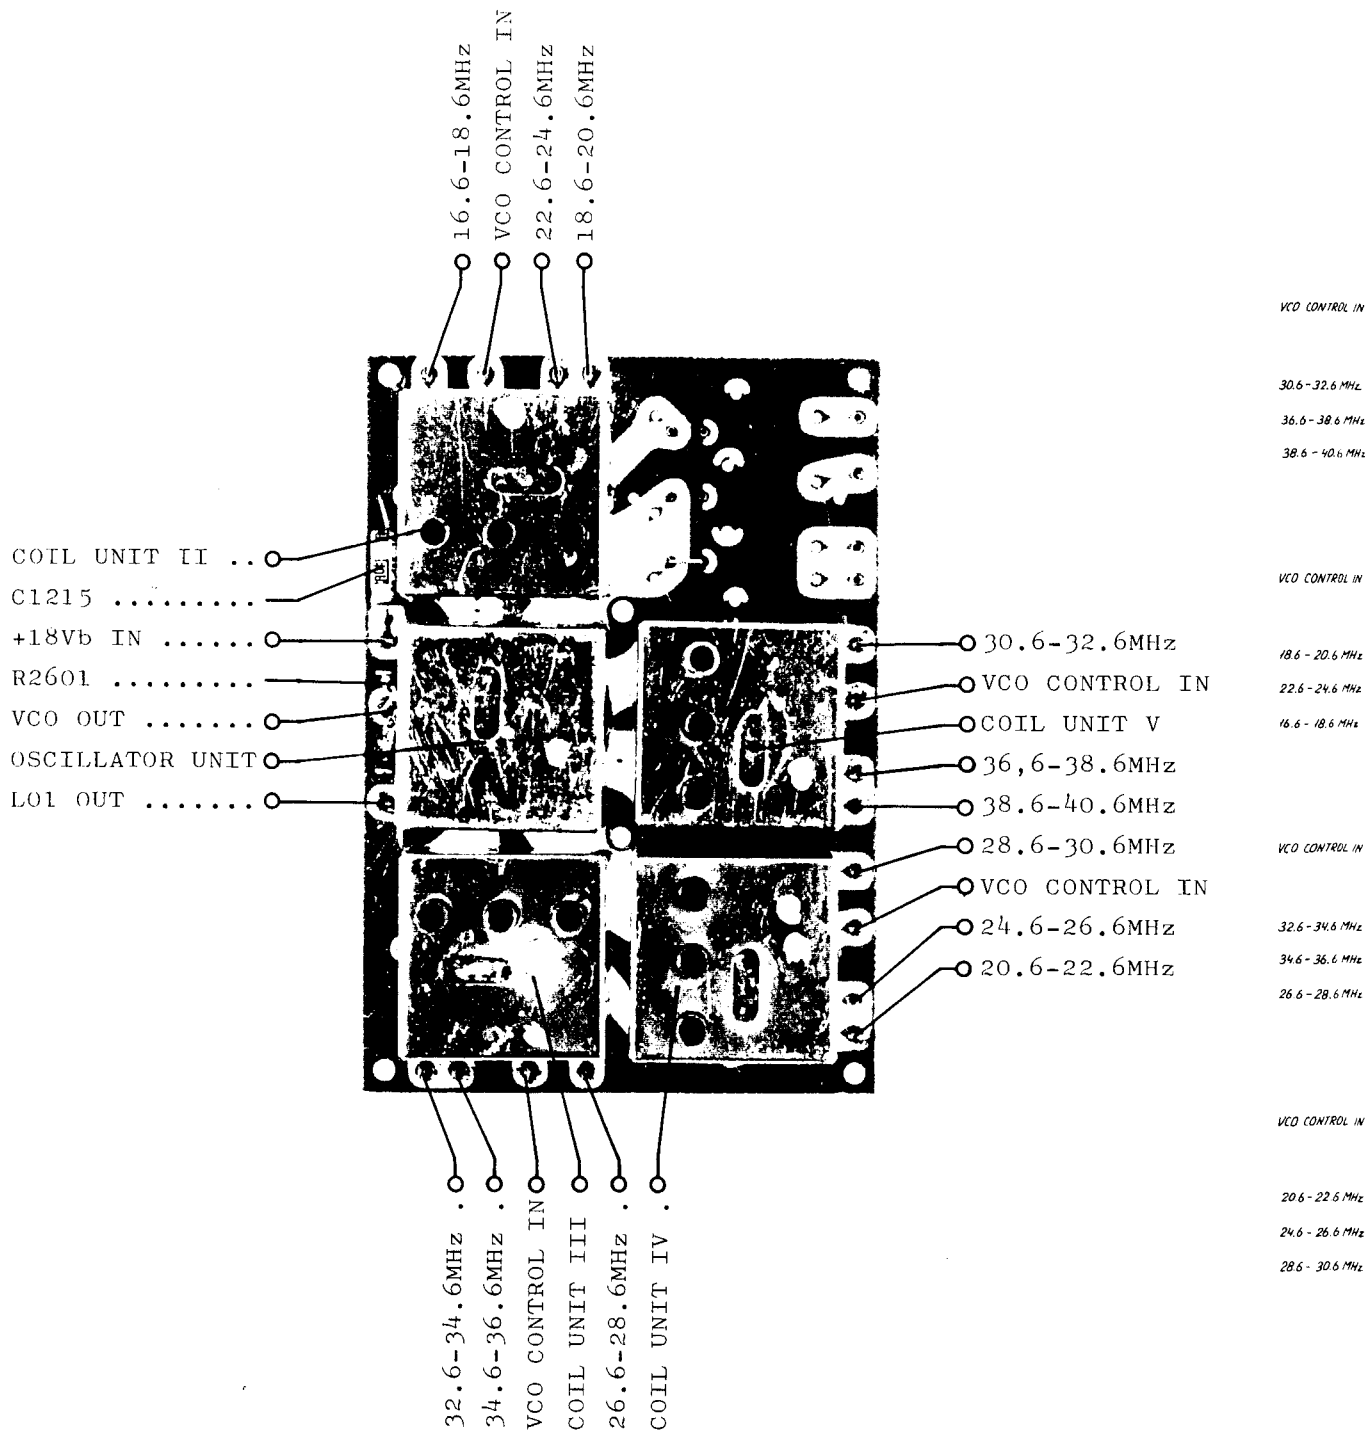 16.6-18.6MHz
VCO CONTROL IN
22.6-24.6MHz
18.6-20.6MHz
COIL UNIT II ..
C1215 .........
+18Vb IN ......
R2601 .........
VCO OUT .......
OSCILLATOR UNIT
LO1 OUT .......
30.6-32.6MHz
VCO CONTROL IN
COIL UNIT V
36,6-38.6MHz
38.6-40.6MHz
28.6-30.6MHz
VCO CONTROL IN
24.6-26.6MHz
20.6-22.6MHz
32.6-34.6MHz .
34.6-36.6MHz .
VCO CONTROL IN
COIL UNIT III
26.6-28.6MHz .
COIL UNIT IV .
VCO CONTROL IN
30.6-32.6 MHz
36.6-38.6 MHz
38.6-40.6 MHz
VCO CONTROL IN
18.6-20.6 MHz
22.6-24.6 MHz
16.6-18.6 MHz
VCO CONTROL IN
32.6-34.6 MHz
34.6-36.6 MHz
26.6-28.6 MHz
VCO CONTROL IN
20.6-22.6 MHz
24.6-26.6 MHz
28.6-30.6 MHz